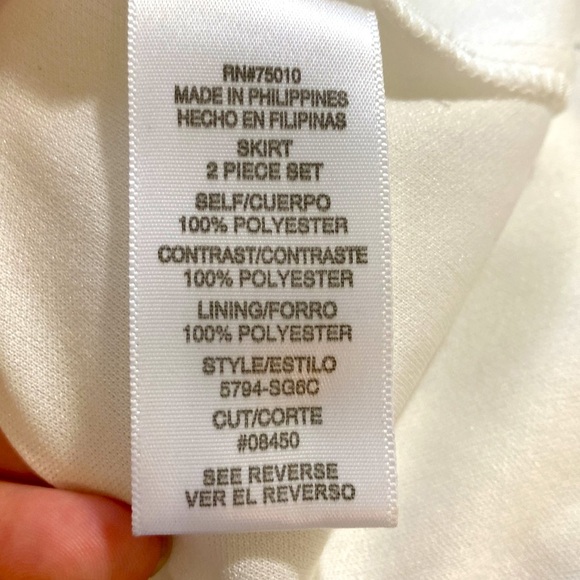 RN#75010
MADE IN PHILIPPINES
HECHO EN FILIPINAS
SKIRT
2 PIECE SET
SELF/CUERPO
100% POLYESTER
CONTRAST/CONTRASTE
100% POLYESTER
LINING/FORRO
100% POLYESTER
STYLE/ESTILO
5794-SG6C
CUT/CORTE
#08450
SEE REVERSE
VER EL REVERSO